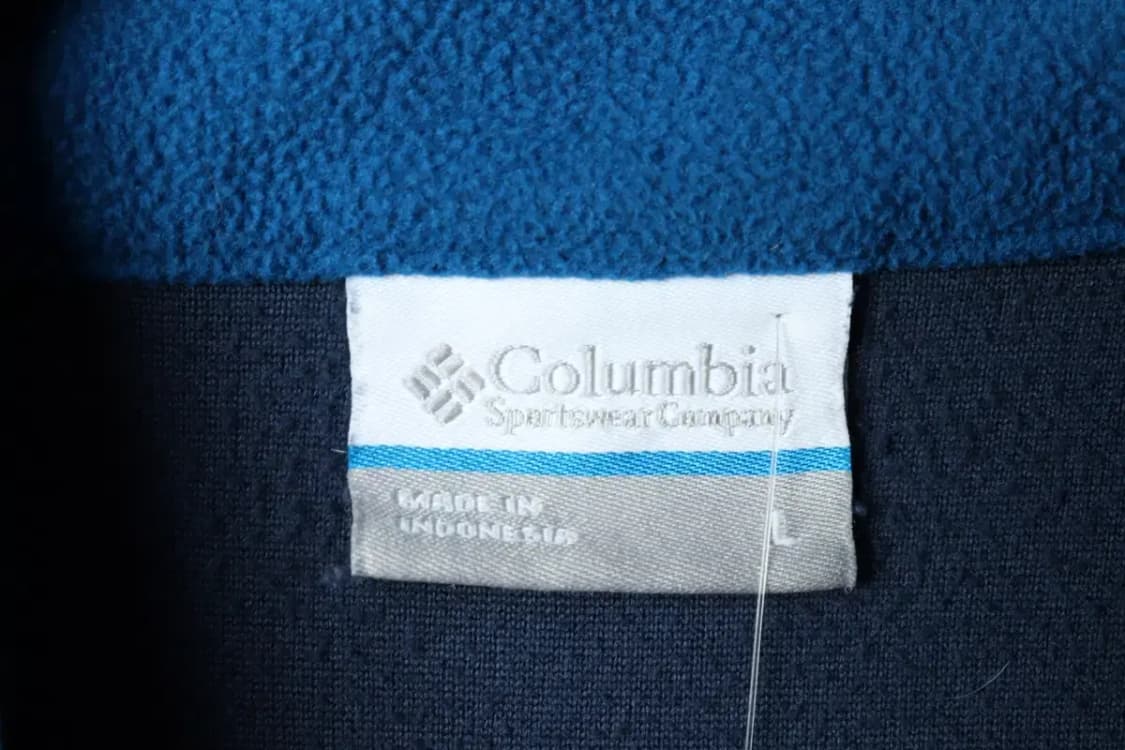 Columbia
Sportswear Company
MADE IN
INDONESIA
L